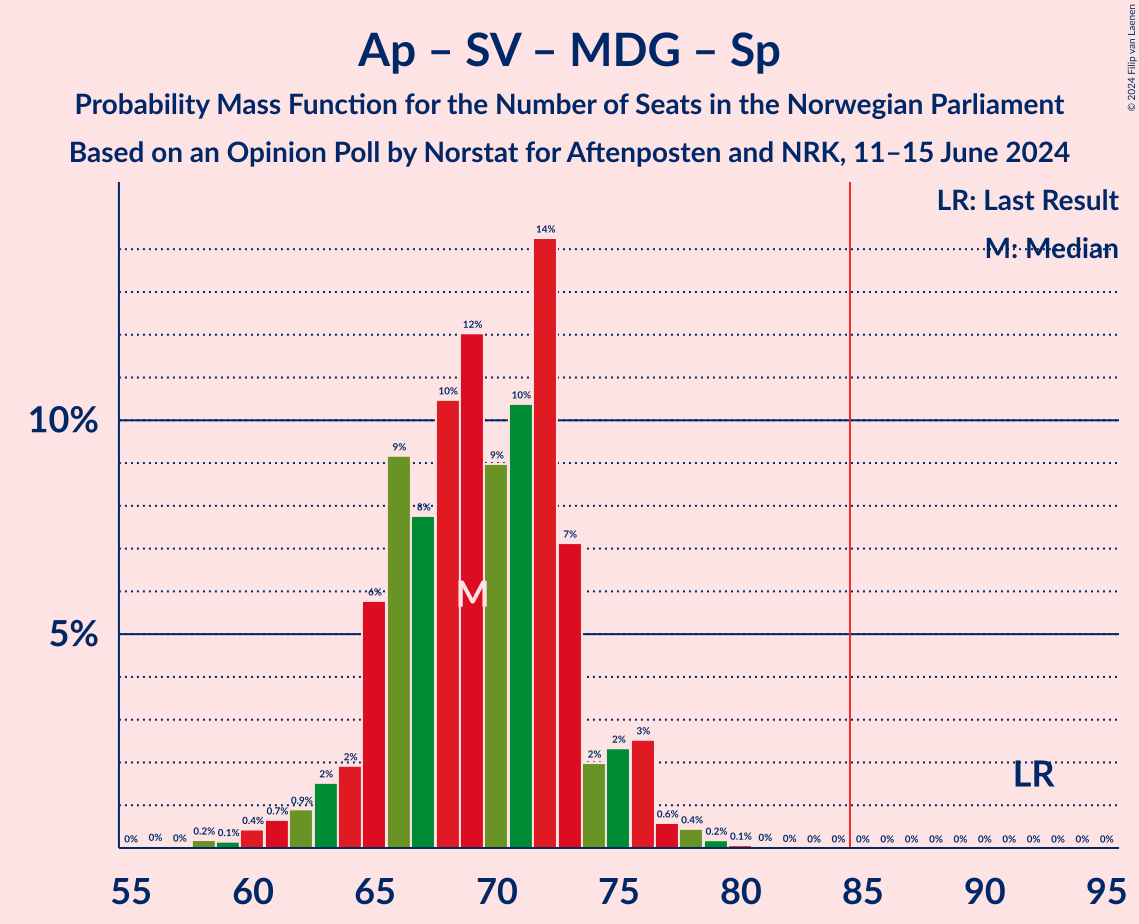 Ap – SV – MDG – Sp
Probability Mass Function for the Number of Seats in the Norwegian Parliament
Based on an Opinion Poll by Norstat for Aftenposten and NRK, 11–15 June 2024
© 2024 Filip van Laenen
LR: Last Result
M: Median
10%
5%
0% 0% 0% 0.2% 0.1% 0.4% 0.7% 0.9% 2% 2% 6% 9% 8% 10% 12% 9% 10% 14% 7% 2% 2% 3% 0.6% 0.4% 0.2% 0.1% 0% 0% 0% 0% 0% 0% 0% 0% 0% 0% 0% 0% 0% 0% 0%
M
LR
55 60 65 70 75 80 85 90 95